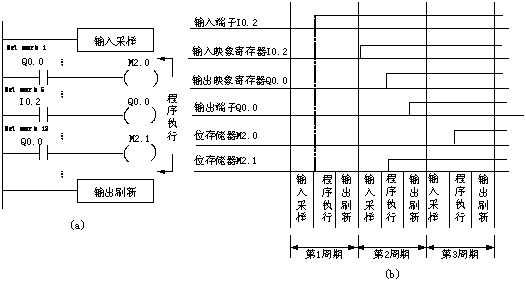 输入采样
Network 1
Q0.0
M2.0
Network 5
I0.2
Q0.0
Network 12
Q0.0
M2.1
程序执行
输出刷新
(a)
输入端子I0.2
输入映象寄存器I0.2
输出映象寄存器Q0.0
输出端子Q0.0
位存储器M2.0
位存储器M2.1
输入采样 程序执行 输出刷新 输入采样 程序执行 输出刷新 输入采样 程序执行 输出刷新
第1周期 第2周期 第3周期
(b)